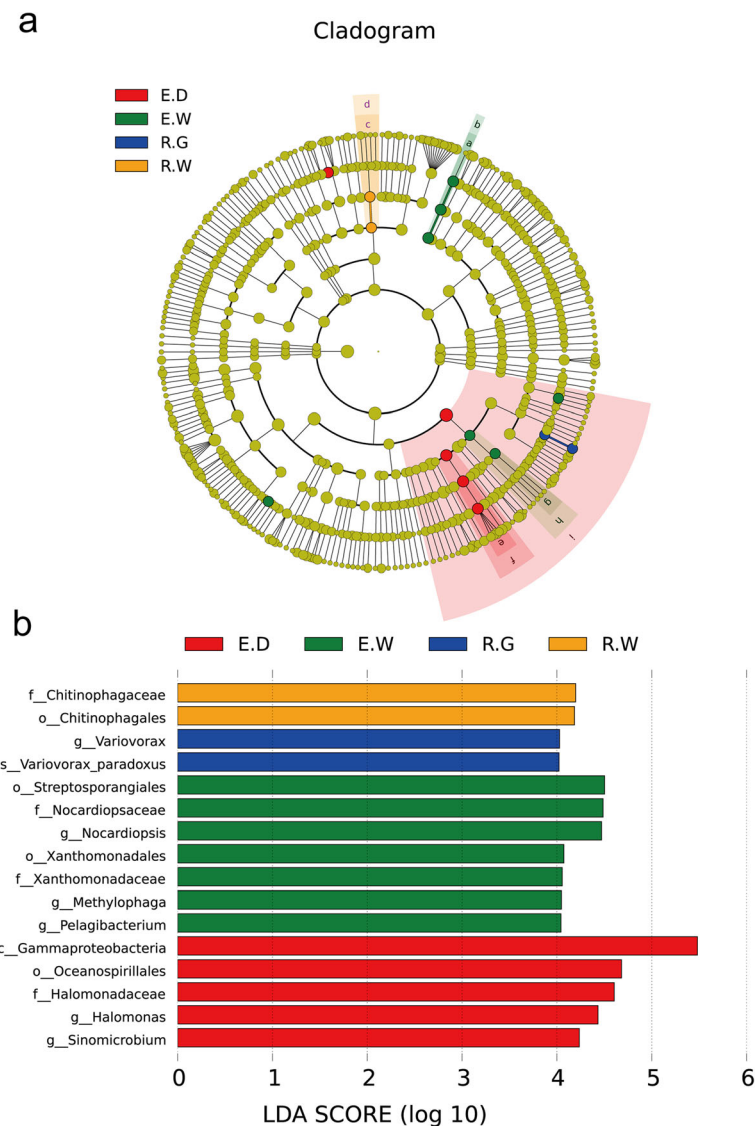 a
Cladogram
E.D
E.W
R.G
R.W
d
c
b
a
g
h
i
e
f
b
E.D E.W R.G R.W
f__Chitinophagaceae
o__Chitinophagales
g__Variovorax
s__Variovorax_paradoxus
o__Streptosporangiales
f__Nocardiopsaceae
g__Nocardiopsis
o__Xanthomonadales
f__Xanthomonadaceae
g__Methylophaga
g__Pelagibacterium
c__Gammaproteobacteria
o__Oceanospirillales
f__Halomonadaceae
g__Halomonas
g__Sinomicrobium
0 1 2 3 4 5 6
LDA SCORE (log 10)